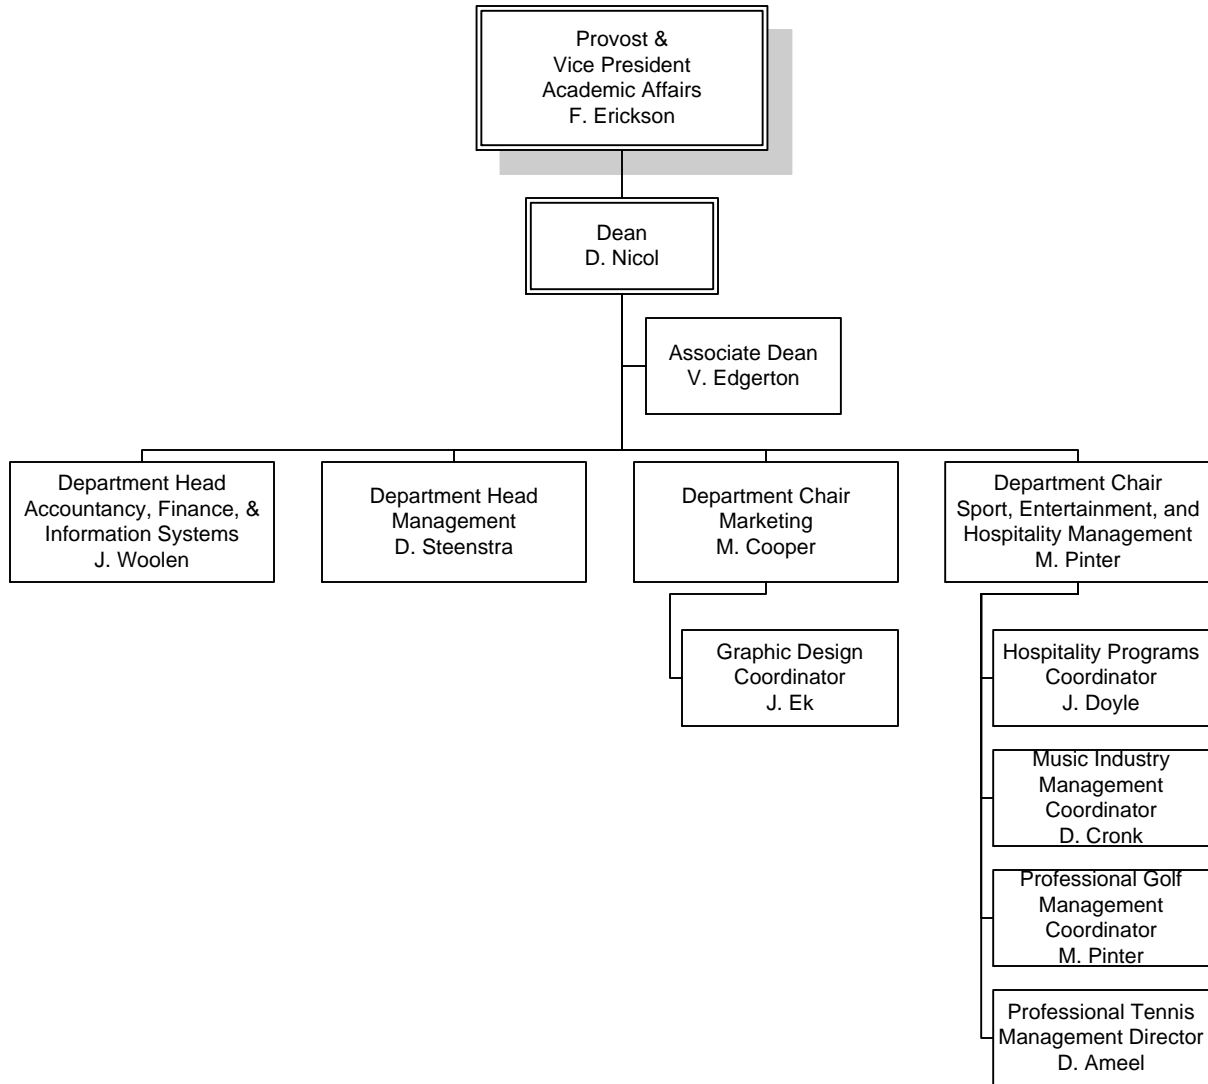 Provost &
Vice President
Academic Affairs
F. Erickson
Dean
D. Nicol
Associate Dean
V. Edgerton
Department Head
Accountancy, Finance, &
Information Systems
J. Woolen
Department Head
Management
D. Steenstra
Department Chair
Marketing
M. Cooper
Department Chair
Sport, Entertainment, and
Hospitality Management
M. Pinter
Graphic Design
Coordinator
J. Ek
Hospitality Programs
Coordinator
J. Doyle
Music Industry
Management
Coordinator
D. Cronk
Professional Golf
Management
Coordinator
M. Pinter
Professional Tennis
Management Director
D. Ameel